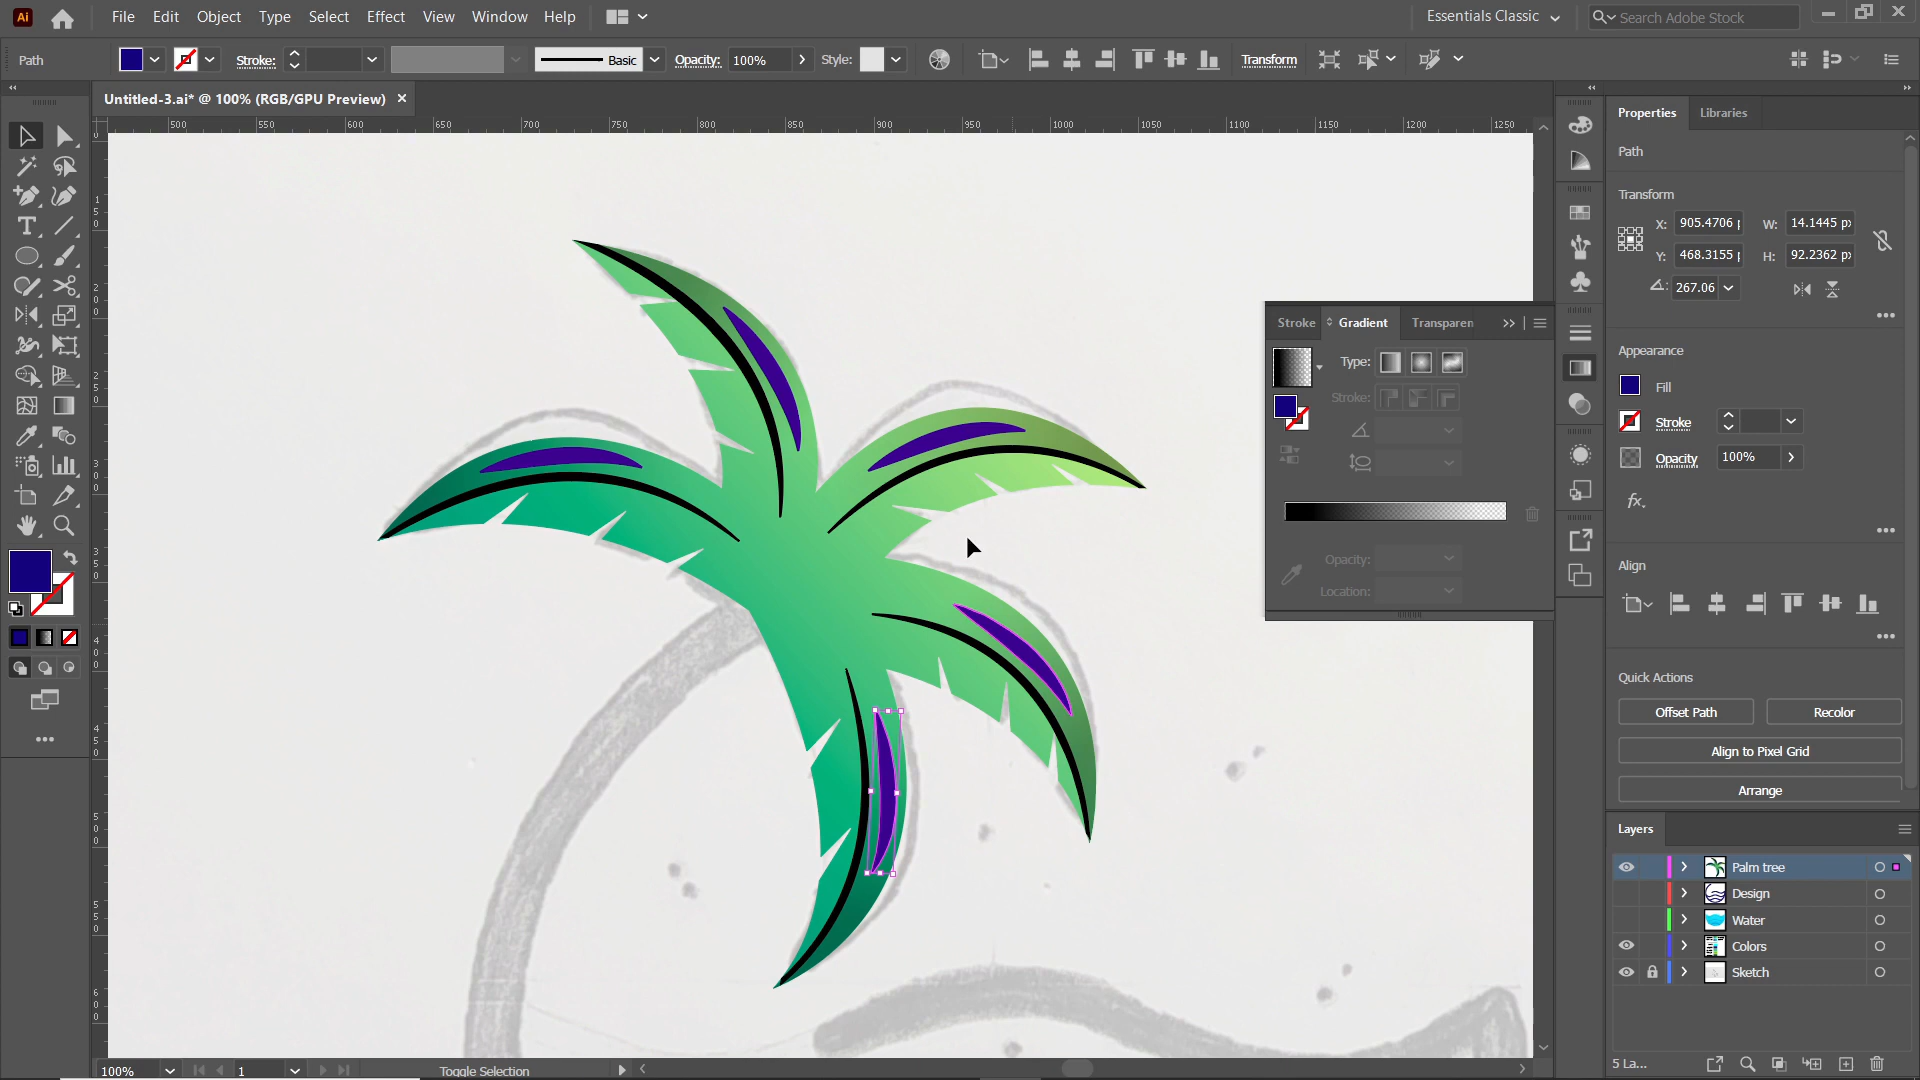 Ai File Edit Object Type Select Effect View Window Help Essentials Classic Search Adobe Stock
Path Stroke: Basic Opacity: 100% Style: Transform
Untitled-3.ai* @ 100% (RGB/GPU Preview)
500 550 600 650 700 750 800 850 900 950 1000 1050 1100 1150 1200 1250
Properties Libraries
Path
Transform
X: 905.4706 W: 14.1445 px
Y: 468.3155 H: 92.2362 px
267.06
Appearance
Fill
Stroke
Opacity 100%
fx.
Align
Quick Actions
Offset Path Recolor
Align to Pixel Grid
Arrange
Stroke Gradient Transparen
Type:
Stroke:
Opacity:
Location:
Layers
Palm tree
Design
Water
Colors
Sketch
5 La...
100% 1 Toggle Selection